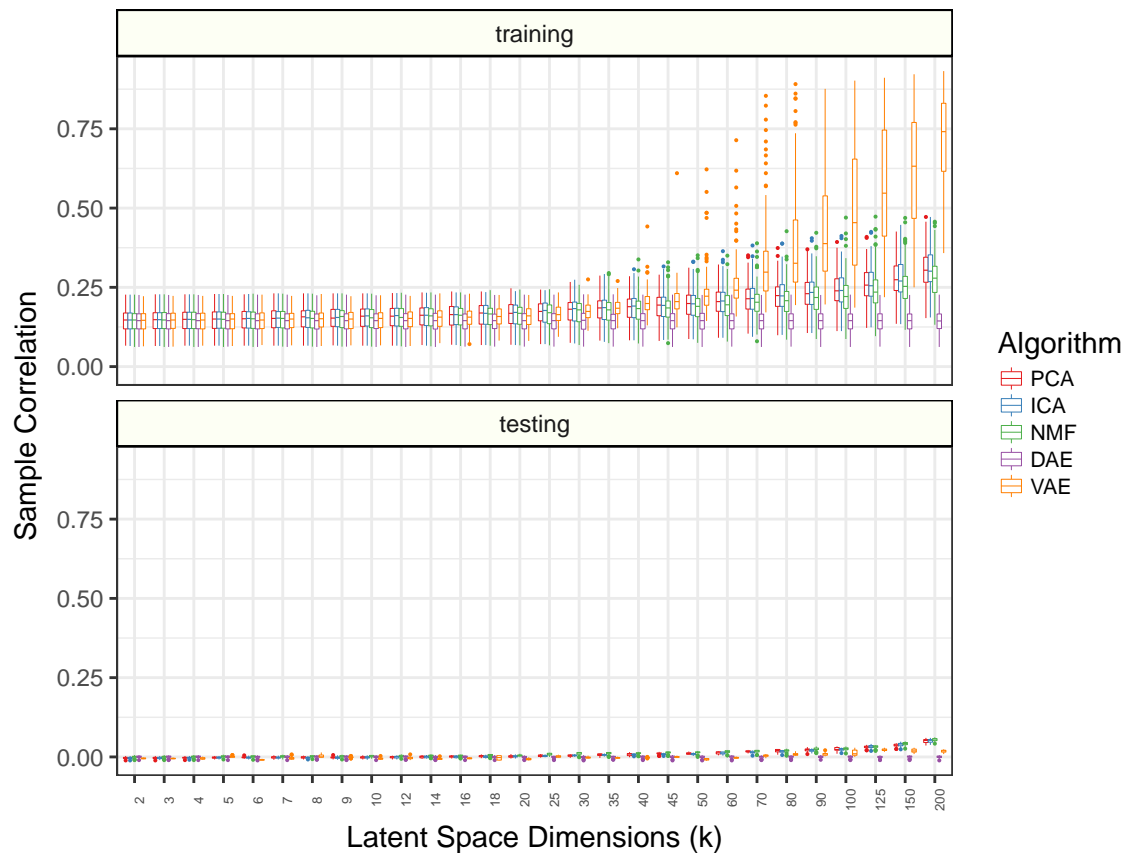 training
0.75
0.50
0.25
0.00
testing
0.75
0.50
0.25
0.00
Sample Correlation
2 3 4 5 6 7 8 9 10 12 14 16 18 20 25 30 35 40 45 50 60 70 80 90 100 125 150 200
Latent Space Dimensions (k)
Algorithm
PCA
ICA
NMF
DAE
VAE